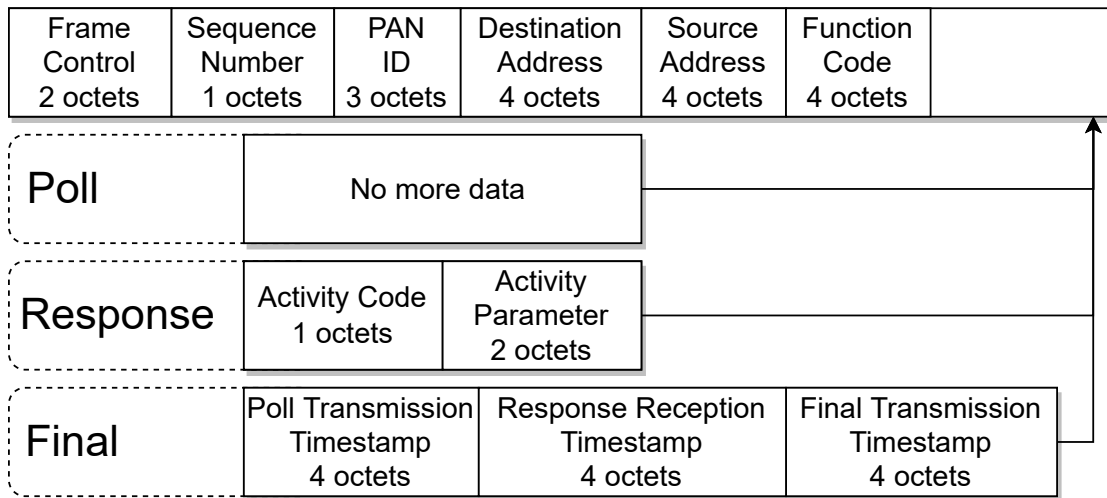 Frame
Control
2 octets
Sequence
Number
1 octets
PAN
ID
3 octets
Destination
Address
4 octets
Source
Address
4 octets
Function
Code
4 octets
Poll
No more data
Response
Activity Code
1 octets
Activity
Parameter
2 octets
Final
Poll Transmission
Timestamp
4 octets
Response Reception
Timestamp
4 octets
Final Transmission
Timestamp
4 octets